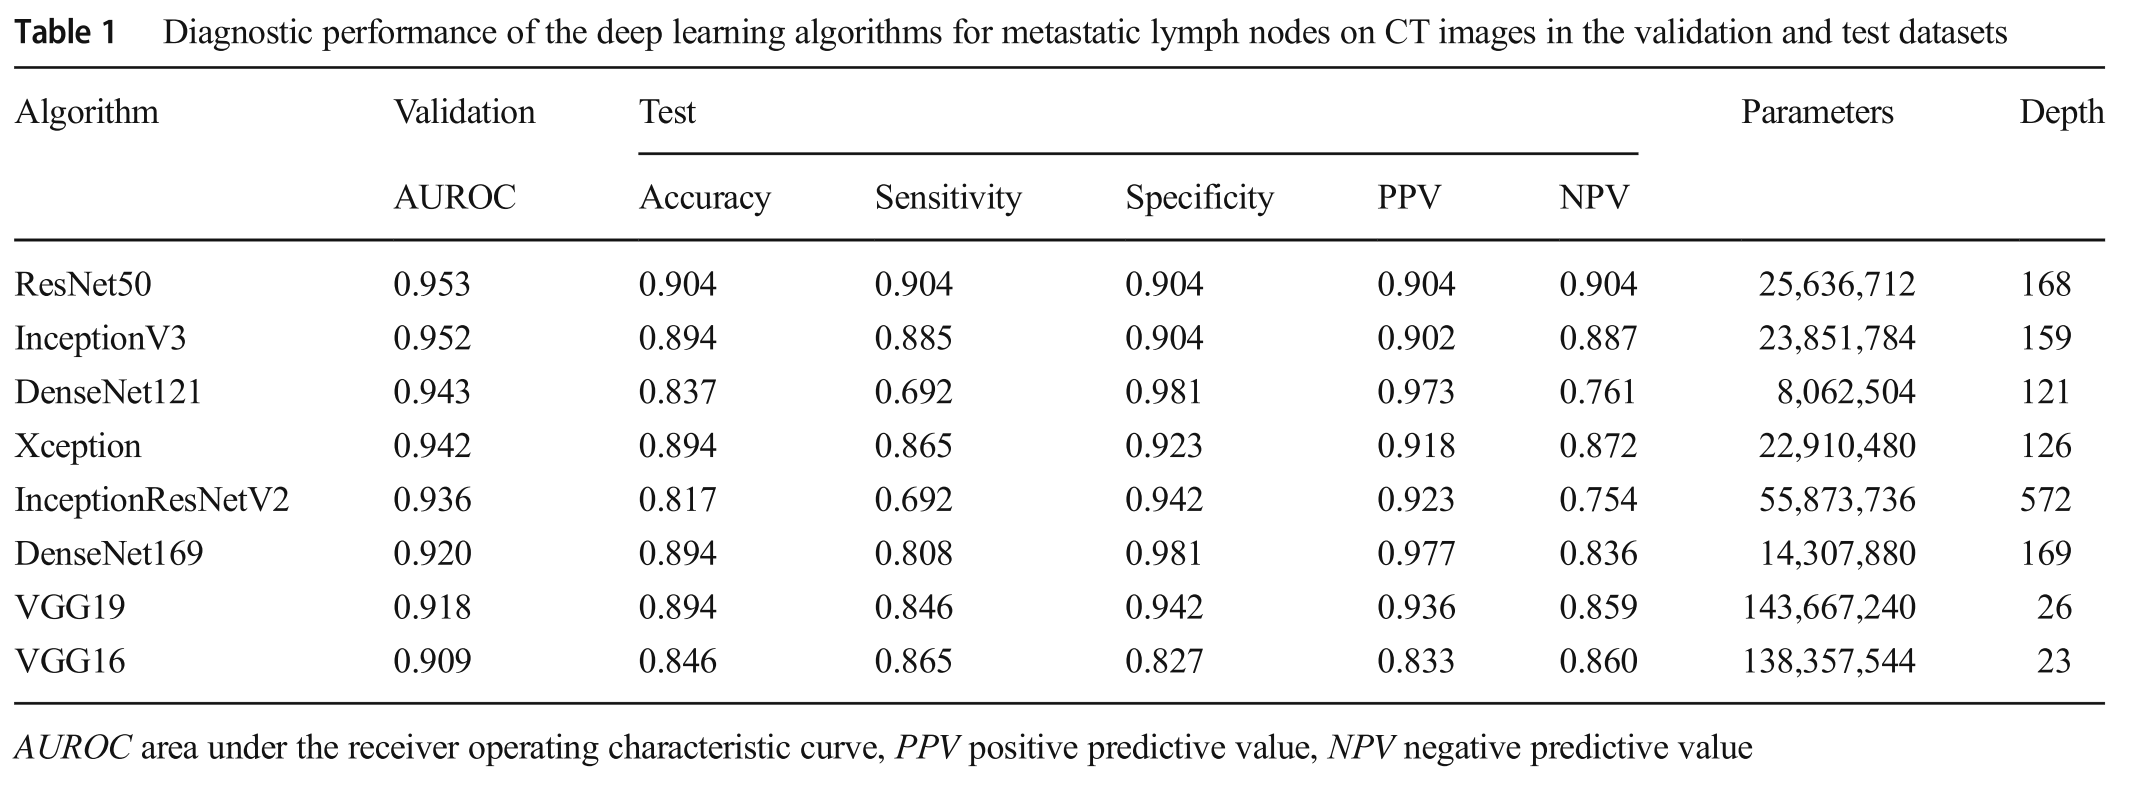 Table 1 Diagnostic performance of the deep learning algorithms for metastatic lymph nodes on CT images in the validation and test datasets
Algorithm Validation Test Parameters Depth
AUROC Accuracy Sensitivity Specificity PPV NPV
ResNet50 0.953 0.904 0.904 0.904 0.904 0.904 25,636,712 168
InceptionV3 0.952 0.894 0.885 0.904 0.902 0.887 23,851,784 159
DenseNet121 0.943 0.837 0.692 0.981 0.973 0.761 8,062,504 121
Xception 0.942 0.894 0.865 0.923 0.918 0.872 22,910,480 126
InceptionResNetV2 0.936 0.817 0.692 0.942 0.923 0.754 55,873,736 572
DenseNet169 0.920 0.894 0.808 0.981 0.977 0.836 14,307,880 169
VGG19 0.918 0.894 0.846 0.942 0.936 0.859 143,667,240 26
VGG16 0.909 0.846 0.865 0.827 0.833 0.860 138,357,544 23
AUROC area under the receiver operating characteristic curve, PPV positive predictive value, NPV negative predictive value